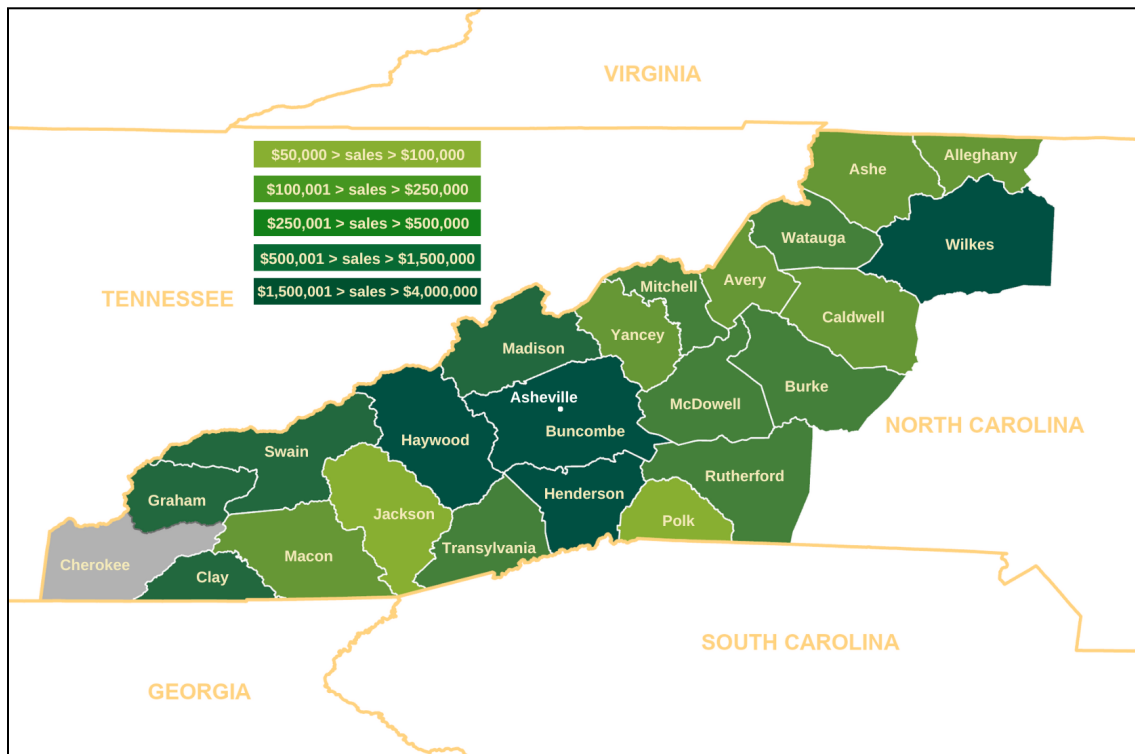 VIRGINIA
$50,000 > sales > $100,000
$100,001 > sales > $250,000
$250,001 > sales > $500,000
$500,001 > sales > $1,500,000
$1,500,001 > sales > $4,000,000
TENNESSEE
Alleghany
Ashe
Watauga
Wilkes
Avery
Mitchell
Caldwell
Yancey
Madison
Burke
Asheville
McDowell
Buncombe
Haywood
NORTH CAROLINA
Swain
Rutherford
Henderson
Graham
Jackson
Polk
Transylvania
Macon
Cherokee
Clay
SOUTH CAROLINA
GEORGIA